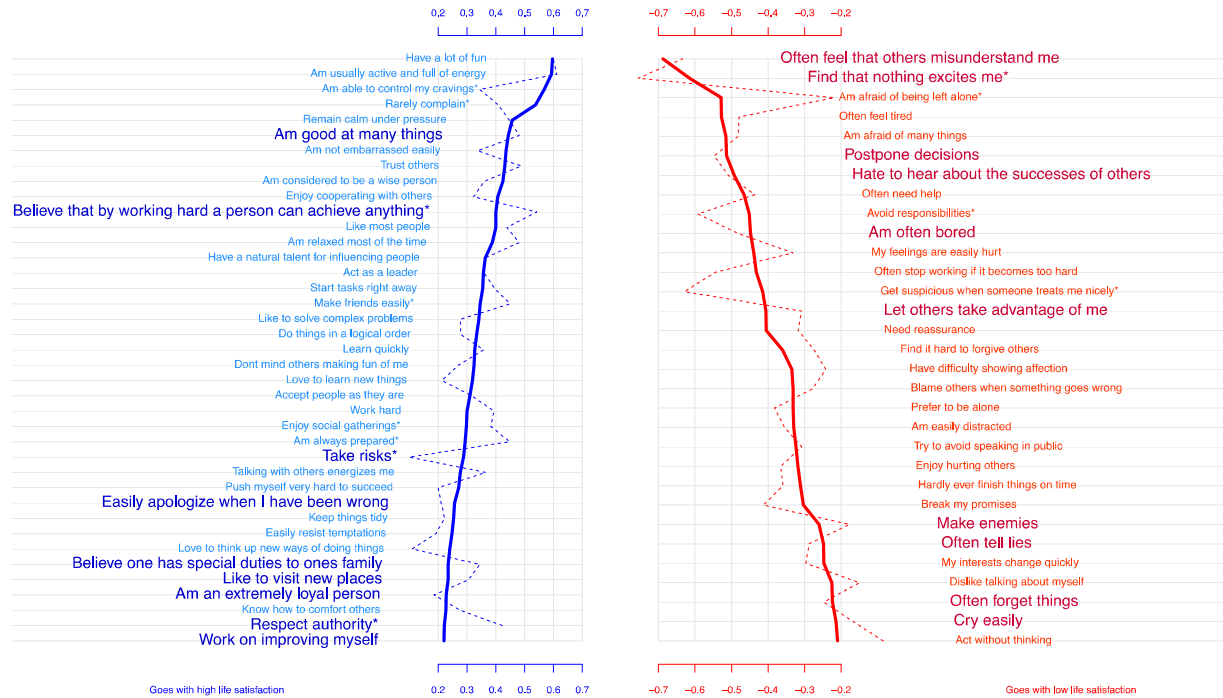 0.2 0.3 0.4 0.5 0.6 0.7
Have a lot of fun
Am usually active and full of energy
Am able to control my cravings*
Rarely complain*
Remain calm under pressure
Am good at many things
Am not embarrassed easily
Trust others
Am considered to be a wise person
Enjoy cooperating with others
Believe that by working hard a person can achieve anything*
Like most people
Am relaxed most of the time
Have a natural talent for influencing people
Act as a leader
Start tasks right away
Make friends easily*
Like to solve complex problems
Do things in a logical order
Learn quickly
Dont mind others making fun of me
Love to learn new things
Accept people as they are
Work hard
Enjoy social gatherings*
Am always prepared*
Take risks*
Talking with others energizes me
Push myself very hard to succeed
Easily apologize when I have been wrong
Keep things tidy
Easily resist temptations
Love to think up new ways of doing things
Believe one has special duties to ones family
Like to visit new places
Am an extremely loyal person
Know how to comfort others
Respect authority*
Work on improving myself
0.2 0.3 0.4 0.5 0.6 0.7
Goes with high life satisfaction
−0.7 −0.6 −0.5 −0.4 −0.3 −0.2
Often feel that others misunderstand me
Find that nothing excites me*
Am afraid of being left alone*
Often feel tired
Am afraid of many things
Postpone decisions
Hate to hear about the successes of others
Often need help
Avoid responsibilities*
Am often bored
My feelings are easily hurt
Often stop working if it becomes too hard
Get suspicious when someone treats me nicely*
Let others take advantage of me
Need reassurance
Find it hard to forgive others
Have difficulty showing affection
Blame others when something goes wrong
Prefer to be alone
Am easily distracted
Try to avoid speaking in public
Enjoy hurting others
Hardly ever finish things on time
Break my promises
Make enemies
Often tell lies
My interests change quickly
Dislike talking about myself
Often forget things
Cry easily
Act without thinking
−0.7 −0.6 −0.5 −0.4 −0.3 −0.2
Goes with low life satisfaction